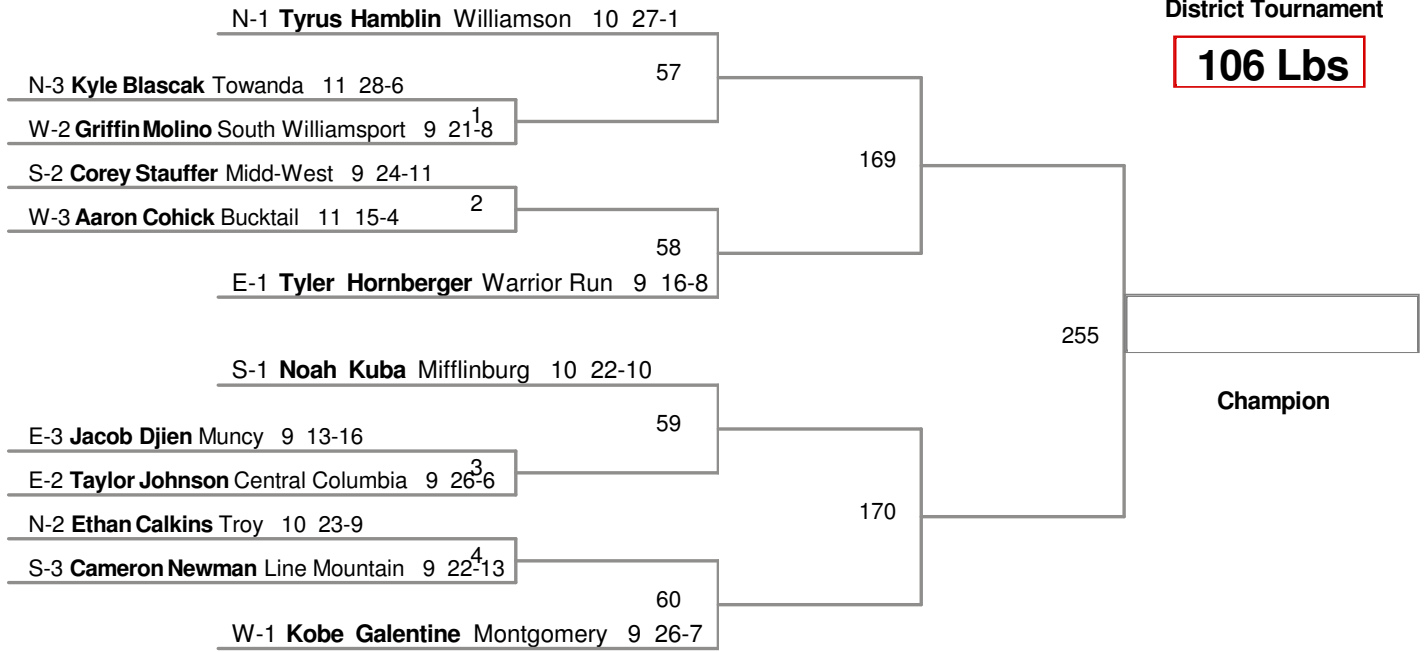 District Tournament
N-1 Tyrus Hamblin Williamson 10 27-1
106 Lbs
57
N-3 Kyle Blascak Towanda 11 28-6
1
W-2 Griffin Molino South Williamsport 9 21-8
169
S-2 Corey Stauffer Midd-West 9 24-11
2
W-3 Aaron Cohick Bucktail 11 15-4
58
E-1 Tyler Hornberger Warrior Run 9 16-8
255
S-1 Noah Kuba Mifflinburg 10 22-10
Champion
59
E-3 Jacob Djien Muncy 9 13-16
3
E-2 Taylor Johnson Central Columbia 9 26-6
170
N-2 Ethan Calkins Troy 10 23-9
4
S-3 Cameron Newman Line Mountain 9 22-13
60
W-1 Kobe Galentine Montgomery 9 26-7